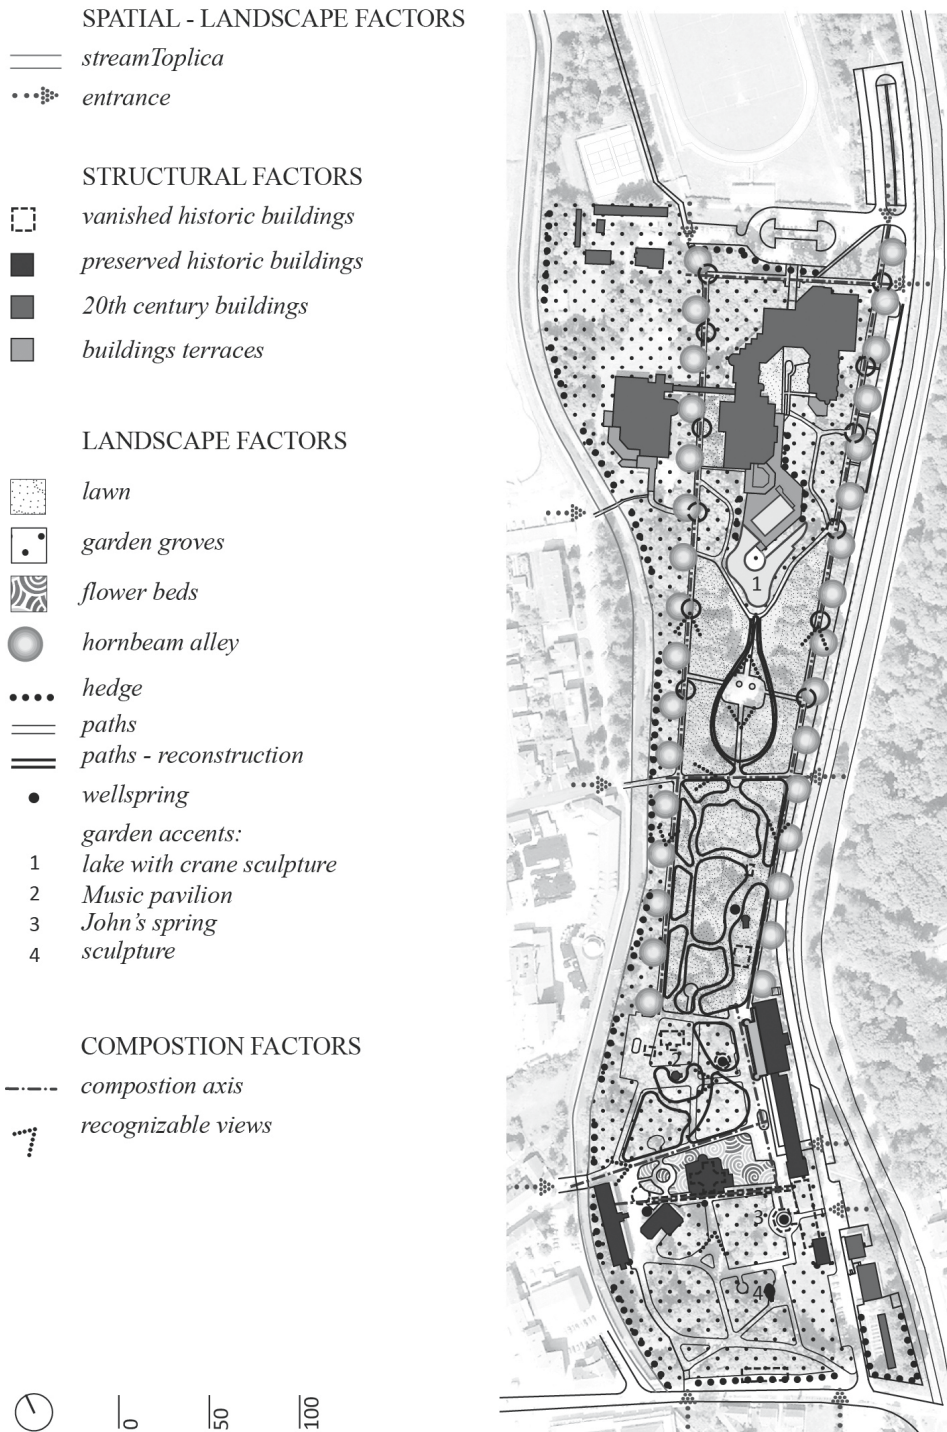 SPATIAL - LANDSCAPE FACTORS
streamToplica
entrance
STRUCTURAL FACTORS
vanished historic buildings
preserved historic buildings
20th century buildings
buildings terraces
LANDSCAPE FACTORS
lawn
garden groves
flower beds
hornbeam alley
hedge
paths
paths - reconstruction
wellspring
garden accents:
1 lake with crane sculpture
2 Music pavilion
3 John's spring
4 sculpture
COMPOSTION FACTORS
compostion axis
recognizable views
0 50 100
1
2
3
4